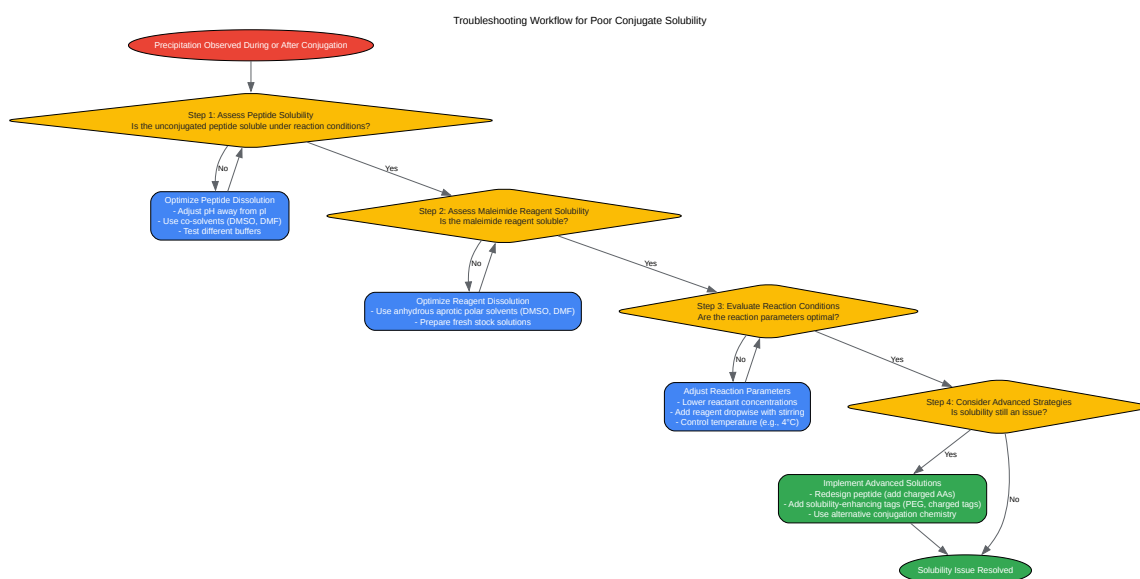 Troubleshooting Workflow for Poor Conjugate Solubility
Precipitation Observed During or After Conjugation
Step 1: Assess Peptide Solubility
Is the unconjugated peptide soluble under reaction conditions?
No
Yes
Optimize Peptide Dissolution
- Adjust pH away from pI
- Use co-solvents (DMSO, DMF)
- Test different buffers
Step 2: Assess Maleimide Reagent Solubility
Is the maleimide reagent soluble?
No
Yes
Optimize Reagent Dissolution
- Use anhydrous aprotic polar solvents (DMSO, DMF)
- Prepare fresh stock solutions
Step 3: Evaluate Reaction Conditions
Are the reaction parameters optimal?
No
Yes
Adjust Reaction Parameters
- Lower reactant concentrations
- Add reagent dropwise with stirring
- Control temperature (e.g., 4°C)
Step 4: Consider Advanced Strategies
Is solubility still an issue?
Yes
No
Implement Advanced Solutions
- Redesign peptide (add charged AAs)
- Add solubility-enhancing tags (PEG, charged tags)
- Use alternative conjugation chemistry
Solubility Issue Resolved